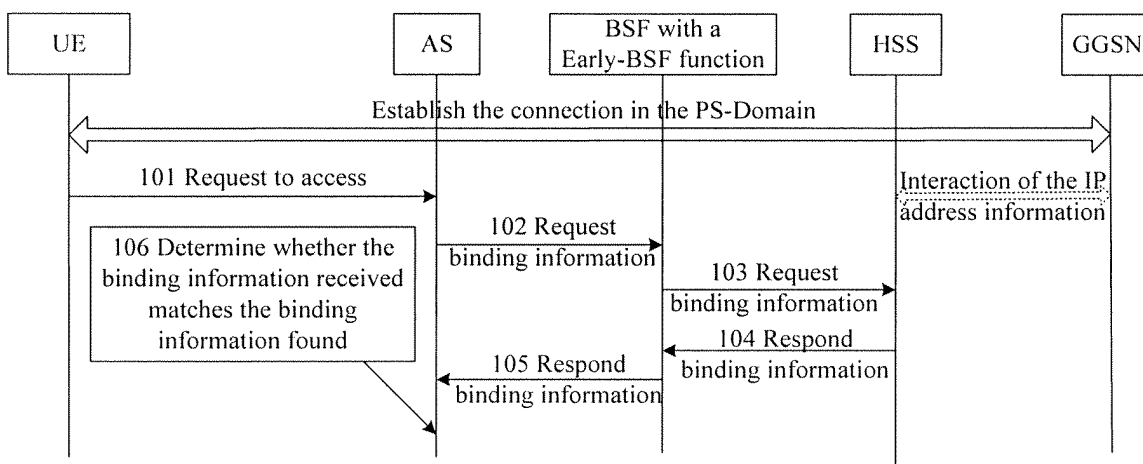 UE
AS
BSF with a
Early-BSF function
HSS
GGSN
Establish the connection in the PS-Domain
101 Request to access
Interaction of the IP
address information
102 Request
binding information
106 Determine whether the
binding information received
matches the binding
information found
103 Request
binding information
104 Respond
binding information
105 Respond
binding information